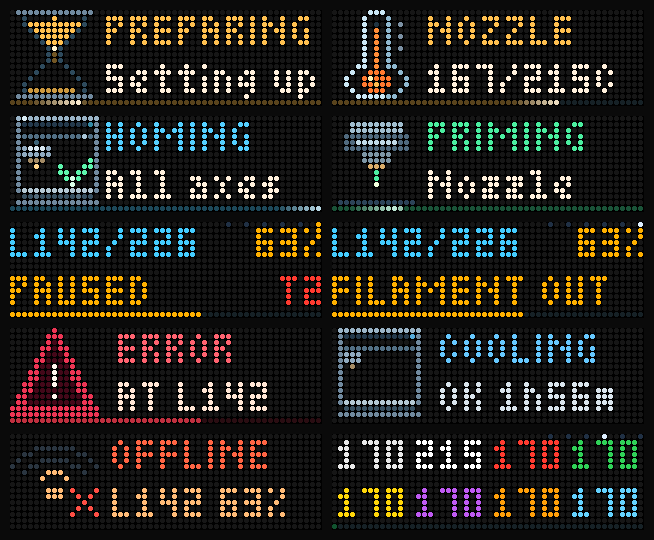 PREPARING
Setting up
NOZZLE
167/215C
HOMING
All axes
PRIMING
Nozzle
L142/226 63%
PAUSED T2
L142/226 63%
FILAMENT OUT
!
ERROR
AT L142
COOLING
OK 1h56m
OFFLINE
L142 63%
170 215 170 170
170 170 170 170